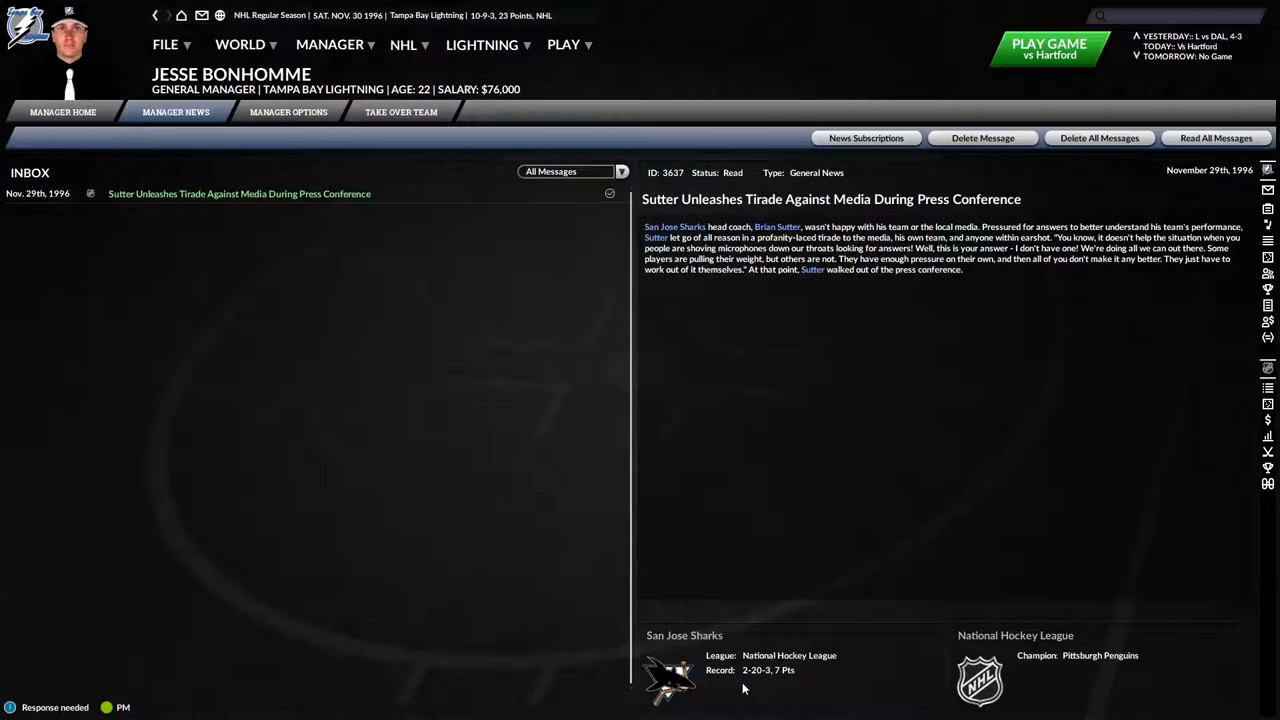 NHL Regular Season | SAT. NOV. 30 1996 | Tampa Bay Lightning | 10-9-3, 23 Points, NHL
FILE WORLD MANAGER NHL LIGHTNING PLAY
PLAY GAME
vs Hartford
YESTERDAY:: L vs DAL, 4-3
TODAY:: Vs Hartford
TOMORROW: No Game
JESSE BONHOMME
GENERAL MANAGER | TAMPA BAY LIGHTNING | AGE: 22 | SALARY: $76,000
MANAGER HOME MANAGER NEWS MANAGER OPTIONS TAKE OVER TEAM
News Subscriptions Delete Message Delete All Messages Read All Messages
INBOX All Messages
Nov. 29th, 1996 Sutter Unleashes Tirade Against Media During Press Conference
ID: 3637 Status: Read Type: General News November 29th, 1996
Sutter Unleashes Tirade Against Media During Press Conference
San Jose Sharks head coach, Brian Sutter, wasn't happy with his team or the local media. Pressured for answers to better understand his team's performance,
Sutter let go of all reason in a profanity-laced tirade to the media, his own team, and anyone within earshot. "You know, it doesn't help the situation when you
people are shoving microphones down our throats looking for answers! Well, this is your answer - I don't have one! We're doing all we can out there. Some
players are pulling their weight, but others are not. They have enough pressure on their own, and then all of you don't make it any better. They just have to
work out of it themselves." At that point, Sutter walked out of the press conference.
San Jose Sharks
League: National Hockey League
Record: 2-20-3, 7 Pts
National Hockey League
Champion: Pittsburgh Penguins
NHL
Response needed PM